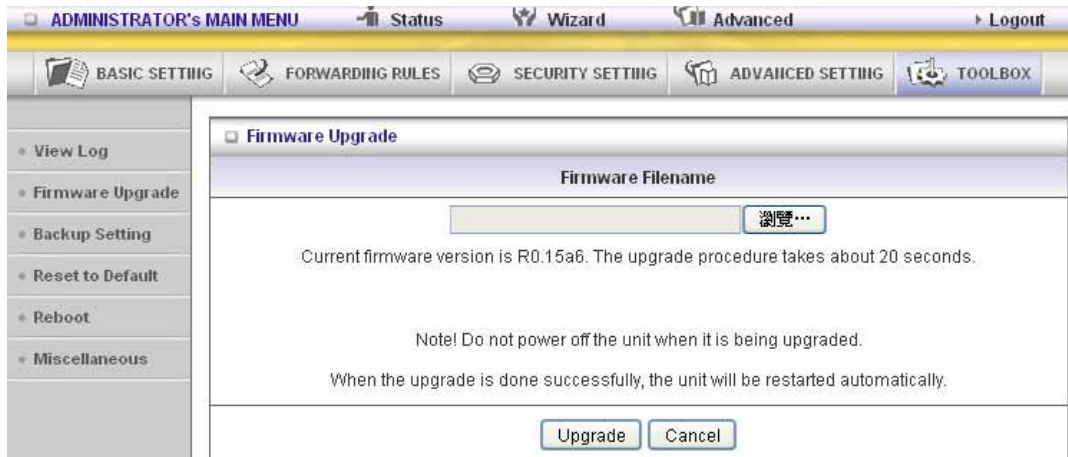 ADMINISTRATOR's MAIN MENU Status Wizard Advanced Logout
BASIC SETTING FORWARDING RULES SECURITY SETTING ADVANCED SETTING TOOLBOX
View Log
Firmware Upgrade
Backup Setting
Reset to Default
Reboot
Miscellaneous
Firmware Upgrade
Firmware Filename
瀏覽…
Current firmware version is R0.15a6. The upgrade procedure takes about 20 seconds.
Note! Do not power off the unit when it is being upgraded.
When the upgrade is done successfully, the unit will be restarted automatically.
Upgrade Cancel